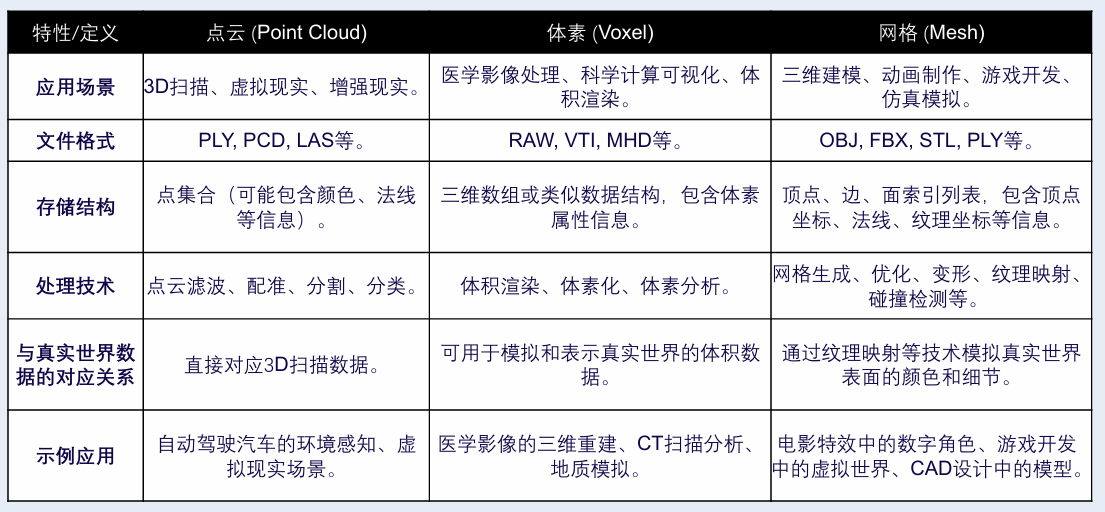 特性/定义
点云 (Point Cloud)
体素 (Voxel)
网格 (Mesh)
应用场景
3D扫描、虚拟现实、增强现实。
医学影像处理、科学计算可视化、体
积渲染。
三维建模、动画制作、游戏开发、
仿真模拟。
文件格式
PLY, PCD, LAS等。
RAW, VTI, MHD等。
OBJ, FBX, STL, PLY等。
存储结构
点集合（可能包含颜色、法线
等信息）。
三维数组或类似数据结构，包含体素
属性信息。
顶点、边、面索引列表，包含顶点
坐标、法线、纹理坐标等信息。
处理技术
点云滤波、配准、分割、分类。
体积渲染、体素化、体素分析。
网格生成、优化、变形、纹理映射、
碰撞检测等。
与真实世界数
据的对应关系
直接对应3D扫描数据。
可用于模拟和表示真实世界的体积数
据。
通过纹理映射等技术模拟真实世界
表面的颜色和细节。
示例应用
自动驾驶汽车的环境感知、虚
拟现实场景。
医学影像的三维重建、CT扫描分析、
地质模拟。
电影特效中的数字角色、游戏开发
中的虚拟世界、CAD设计中的模型。